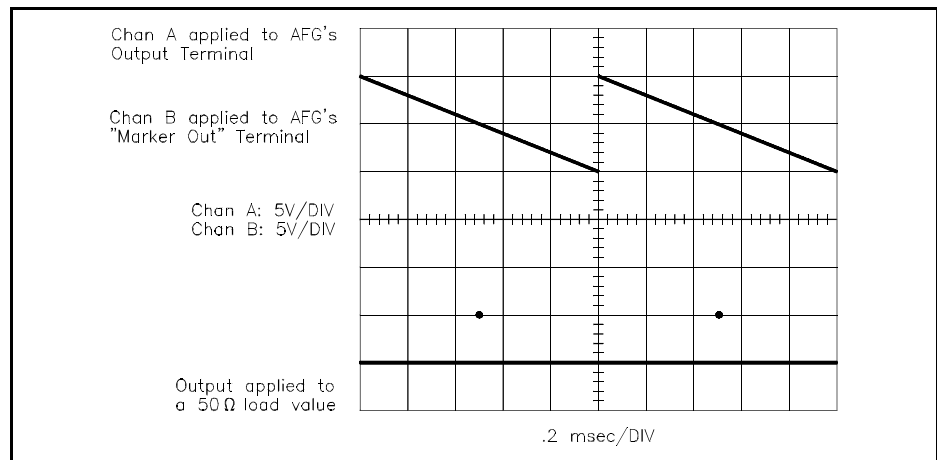 Chan A applied to AFG's
Output Terminal
Chan B applied to AFG's
"Marker Out" Terminal
Chan A: 5V/DIV
Chan B: 5V/DIV
Output applied to
a 50Ω load value
.2 msec/DIV